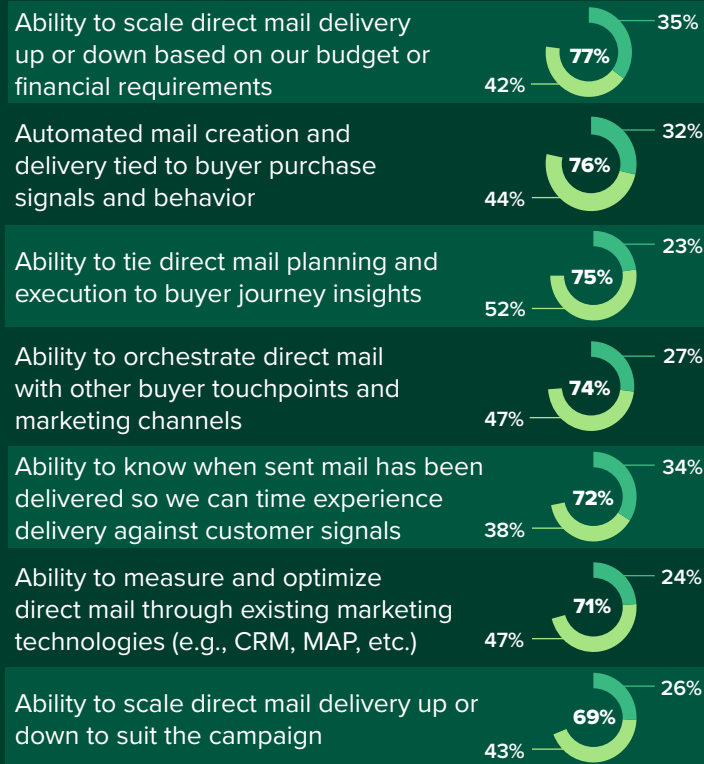 Ability to scale direct mail delivery
up or down based on our budget or
financial requirements
35%
77%
42%
Automated mail creation and
delivery tied to buyer purchase
signals and behavior
32%
76%
44%
Ability to tie direct mail planning and
execution to buyer journey insights
23%
75%
52%
Ability to orchestrate direct mail
with other buyer touchpoints and
marketing channels
27%
74%
47%
Ability to know when sent mail has been
delivered so we can time experience
delivery against customer signals
34%
72%
38%
Ability to measure and optimize
direct mail through existing marketing
technologies (e.g., CRM, MAP, etc.)
24%
71%
47%
Ability to scale direct mail delivery up or
down to suit the campaign
26%
69%
43%